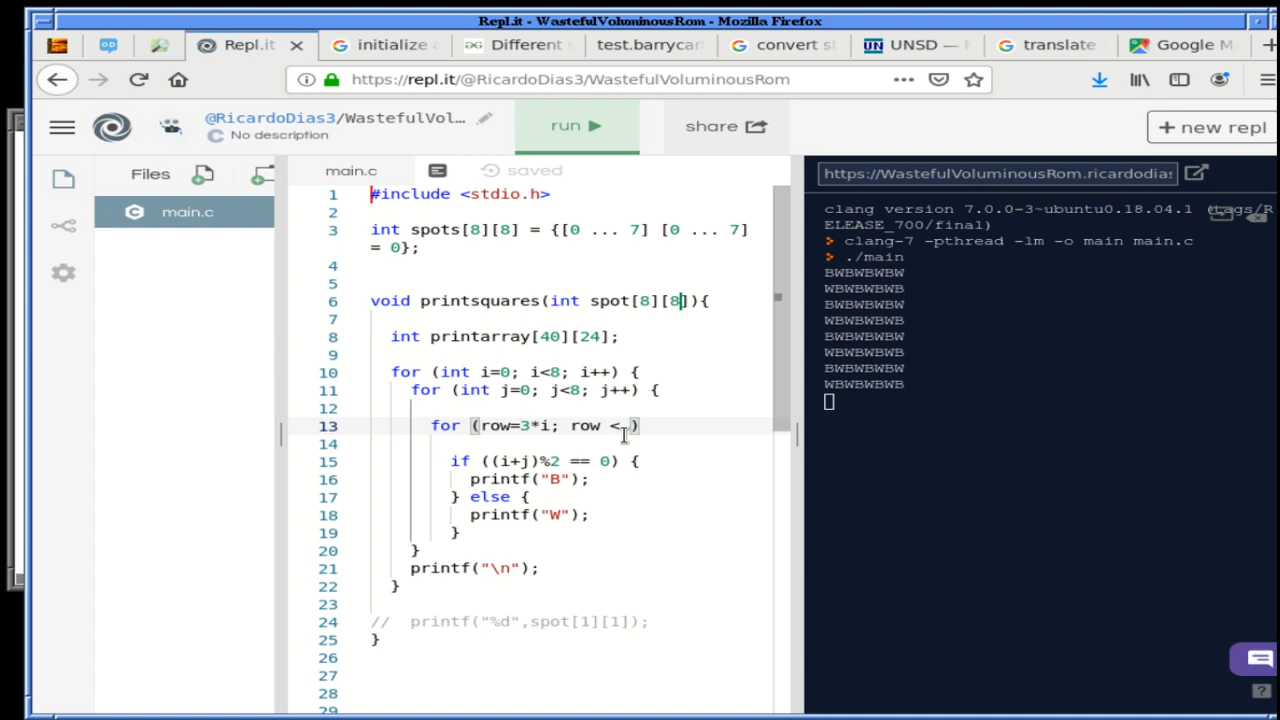 Repl.it - WastefulVoluminousRom - Mozilla Firefox
Repl.it
initialize a
Different
test.barrycar
convert st
UNSD —
translate
Google M
https://repl.it/@RicardoDias3/WastefulVoluminousRom
@RicardoDias3/WastefulVol...
No description
run
share
+ new repl
Files
main.c
saved
main.c
1 #include <stdio.h>
2
3 int spots[8][8] = {[0 ... 7] [0 ... 7]
= 0};
4
5
6 void printsquares(int spot[8][8]){
7
8 int printarray[40][24];
9
10 for (int i=0; i<8; i++) {
11 for (int j=0; j<8; j++) {
12
13 for (row=3*i; row < )
14
15 if ((i+j)%2 == 0) {
16 printf("B");
17 } else {
18 printf("W");
19 }
20 }
21 printf("\n");
22 }
23
24 // printf("%d",spot[1][1]);
25 }
26
27
28
29
https://WastefulVoluminousRom.ricardodias
clang version 7.0.0-3~ubuntu0.18.04.1 (tags/R
ELEASE_700/final)
> clang-7 -pthread -lm -o main main.c
> ./main
BWBWBWBW
WBWBWBWB
BWBWBWBW
WBWBWBWB
BWBWBWBW
WBWBWBWB
BWBWBWBW
WBWBWBWB